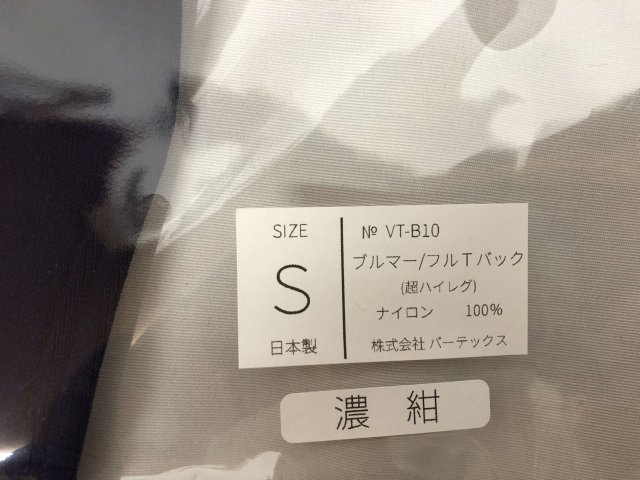 SIZE
S
日本製
№ VT-B10
ブルマー/フルTバック
(超ハイレグ)
ナイロン 100%
株式会社 バーテックス
濃 紺